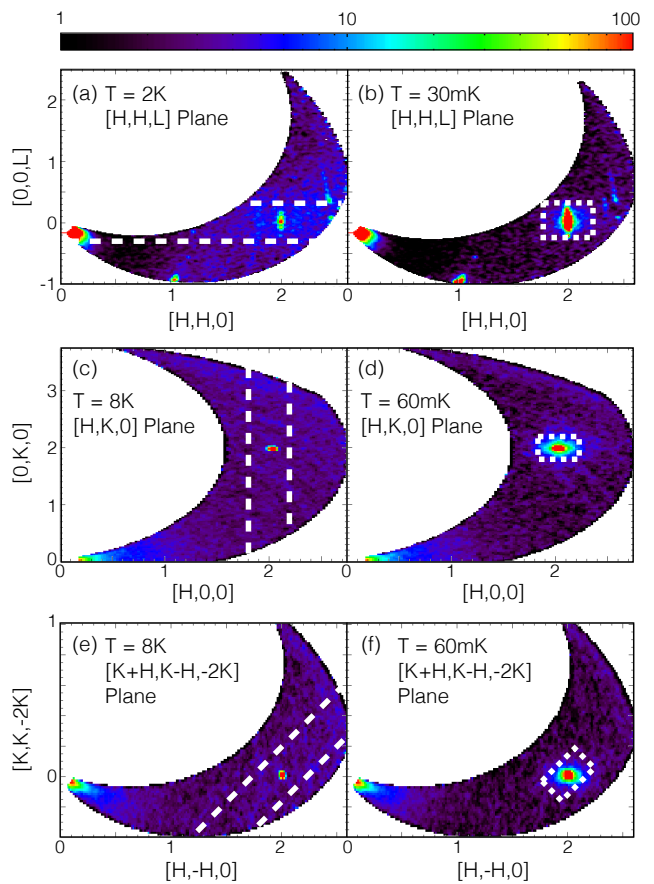 1 10 100
(a) T = 2K
[H,H,L] Plane
(b) T = 30mK
[H,H,L] Plane
[0,0,L]
2
1
0
-1
0 1 2
0 1 2
[H,H,0]
[H,H,0]
(c)
T = 8K
[H,K,0] Plane
(d)
T = 60mK
[H,K,0] Plane
[0,K,0]
3
2
1
0
0 1 2
0 1 2
[H,0,0]
[H,0,0]
(e) T = 8K
[K+H,K-H,-2K]
Plane
T = 60mK (f)
[K+H,K-H,-2K]
Plane
[K,K,-2K]
1
0
0 1 2
0 1 2
[H,-H,0]
[H,-H,0]